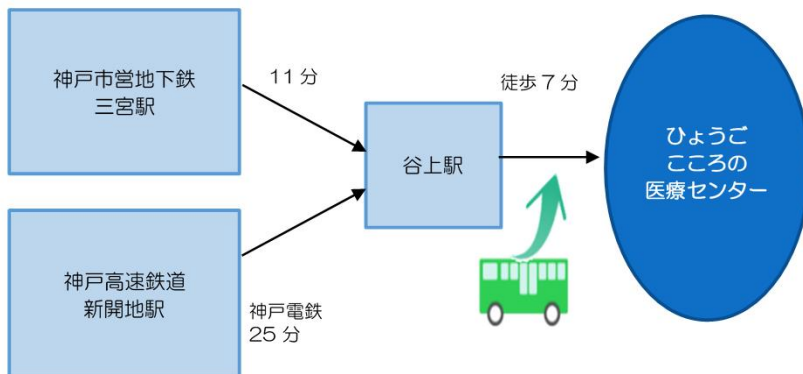 神戸市営地下鉄
三宮駅
11分
徒歩7分
谷上駅
ひょうご
こころの
医療センター
神戸高速鉄道
新開地駅
神戸電鉄
25分